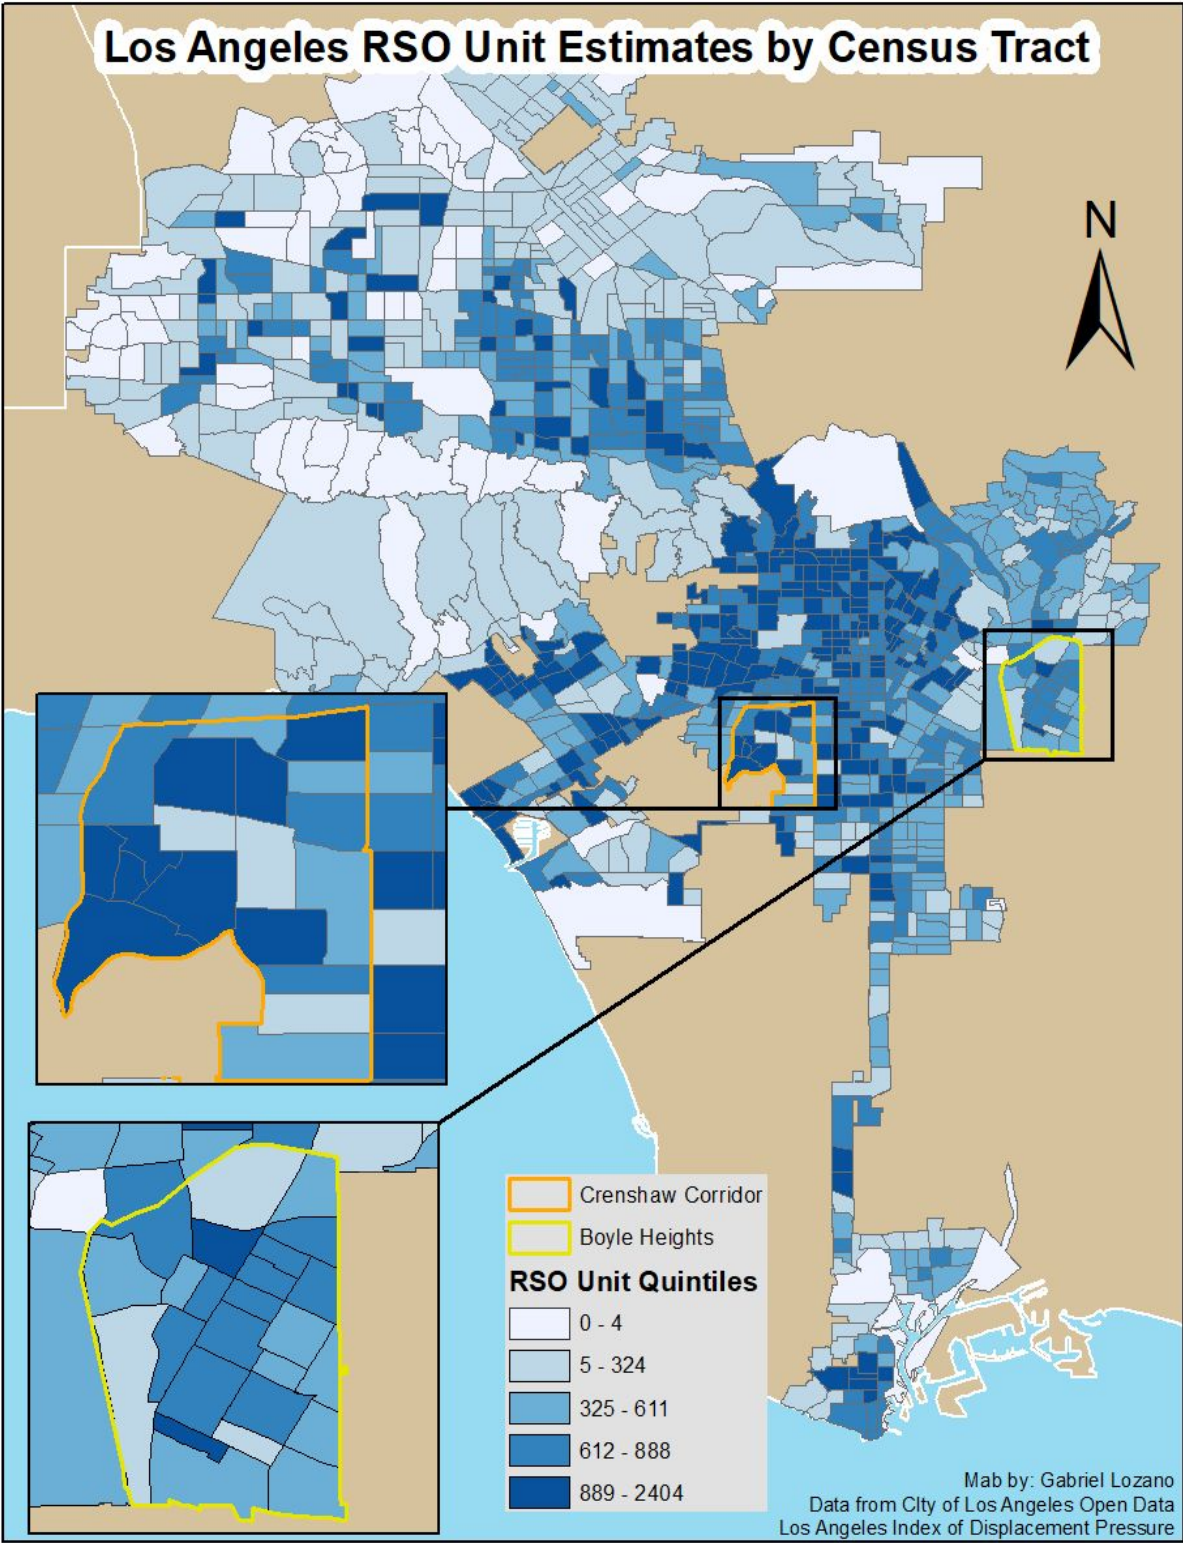 Los Angeles RSO Unit Estimates by Census Tract
N
Crenshaw Corridor
Boyle Heights
RSO Unit Quintiles
0 - 4
5 - 324
325 - 611
612 - 888
889 - 2404
Mab by: Gabriel Lozano
Data from CIty of Los Angeles Open Data
Los Angeles Index of Displacement Pressure